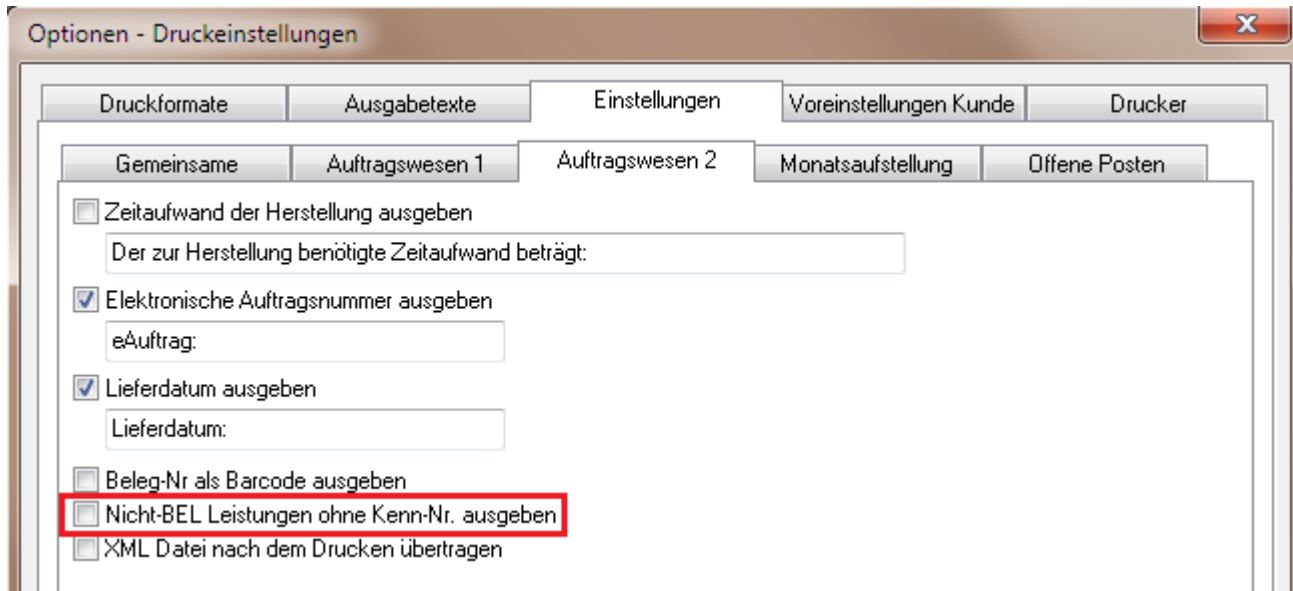 Optionen - Druckeinstellungen
Druckformate Ausgabetexte Einstellungen Voreinstellungen Kunde Drucker
Gemeinsame Auftragswesen 1 Auftragswesen 2 Monatsaufstellung Offene Posten
Zeitaufwand der Herstellung ausgeben
Der zur Herstellung benötigte Zeitaufwand beträgt:
Elektronische Auftragsnummer ausgeben
eAuftrag:
Lieferdatum ausgeben
Lieferdatum:
Beleg-Nr als Barcode ausgeben
Nicht-BEL Leistungen ohne Kenn-Nr. ausgeben
XML Datei nach dem Drucken übertragen